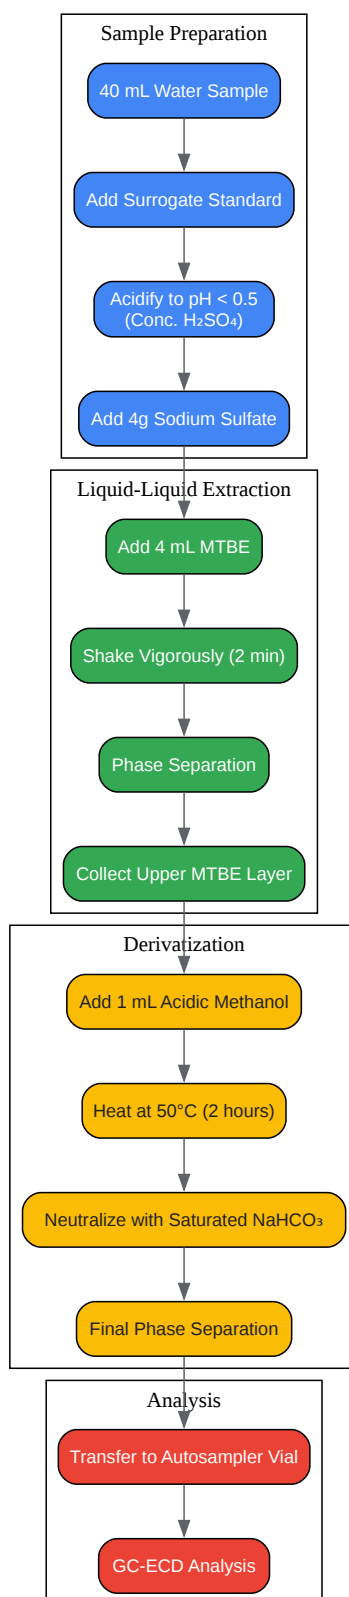 Sample Preparation
40 mL Water Sample
Add Surrogate Standard
Acidify to pH < 0.5
(Conc. H₂SO₄)
Add 4g Sodium Sulfate
Liquid-Liquid Extraction
Add 4 mL MTBE
Shake Vigorously (2 min)
Phase Separation
Collect Upper MTBE Layer
Derivatization
Add 1 mL Acidic Methanol
Heat at 50°C (2 hours)
Neutralize with Saturated NaHCO₃
Final Phase Separation
Analysis
Transfer to Autosampler Vial
GC-ECD Analysis